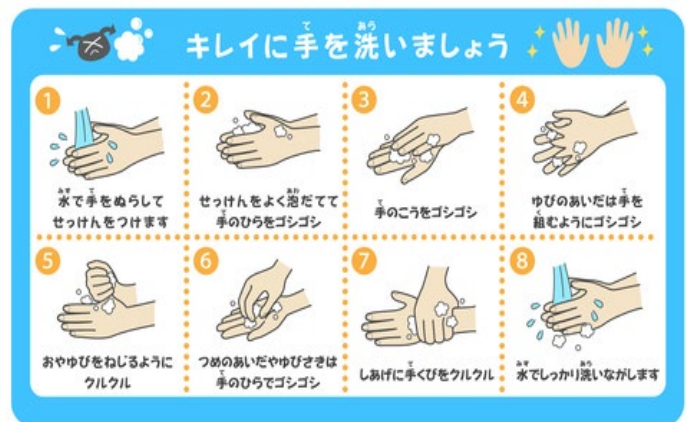 キレイに手を洗いましょう
1
水で手をぬらして
せっけんをつけます
2
せっけんをよく泡だてて
手のひらをゴシゴシ
3
手のこうをゴシゴシ
4
ゆびのあいだは手を
組むようにゴシゴシ
5
おやゆびをねじるように
クルクル
6
つめのあいだやゆびさきは
手のひらでゴシゴシ
7
しあげに手くびをクルクル
8
水でしっかり洗いながします